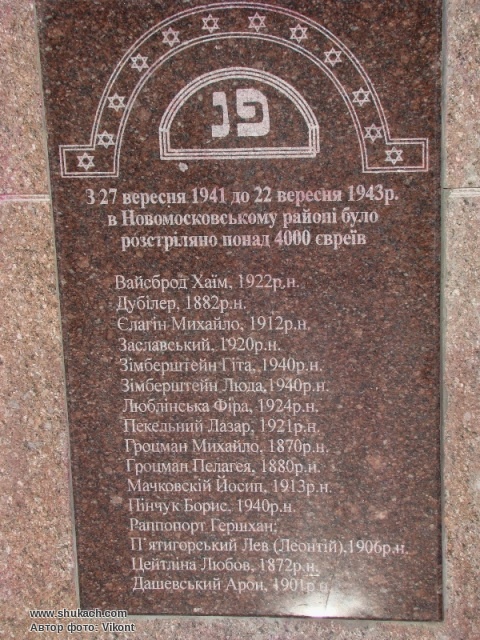 פנ
З 27 вересня 1941 до 22 вересня 1943р.
в Новомосковському районі було
розстріляно понад 4000 євреїв
Вайсброд Хаїм, 1922р.н.
Дубілер, 1882р.н.
Єлагін Михайло, 1912р.н.
Заславський, 1920р.н.
Зімберштейн Гіта, 1940р.н.
Зімберштейн Люда,1940р.н.
Люблінська Фіра, 1924р.н.
Пекельний Лазар, 1921р.н.
Гроцман Михайло, 1870р.н.
Гроцман Пелагея, 1880р.н.
Мачковскій Йосип, 1913р.н.
Пінчук Борис, 1940р.н.
Раппопорт Гершхан;
П'ятигорський Лев (Леонтій),1906р.н.
Цейтліна Любов, 1872р.н.
Дашевський Арон, 1901р.н.
www.shukach.com
Автор фото: Vikont